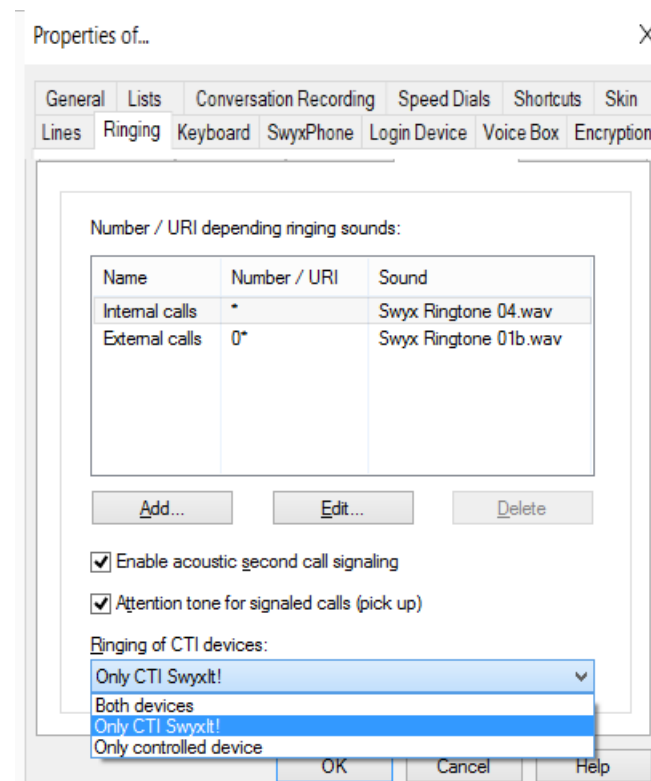 Properties of...
General Lists Conversation Recording Speed Dials Shortcuts Skin
Lines Ringing Keyboard SwyxPhone Login Device Voice Box Encryption
Number / URI depending ringing sounds:
Name Number / URI Sound
Internal calls * Swyx Ringtone 04.wav
External calls 0* Swyx Ringtone 01b.wav
Add... Edit... Delete
Enable acoustic second call signaling
Attention tone for signaled calls (pick up)
Ringing of CTI devices:
Only CTI SwyxIt!
Both devices
Only CTI SwyxIt!
Only controlled device
OK Cancel Help